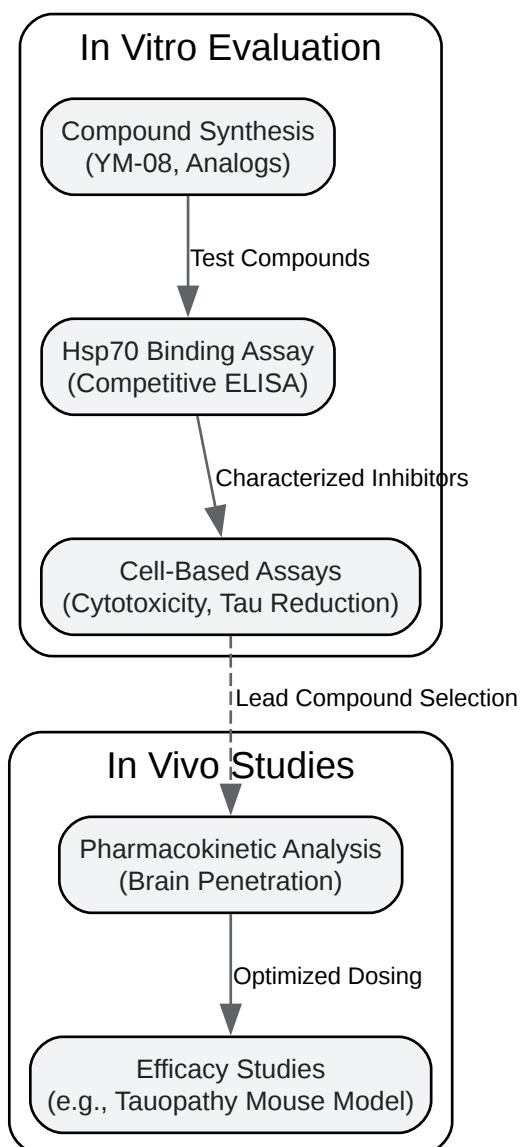 In Vitro Evaluation
Compound Synthesis
(YM-08, Analogs)
Test Compounds
Hsp70 Binding Assay
(Competitive ELISA)
Characterized Inhibitors
Cell-Based Assays
(Cytotoxicity, Tau Reduction)
Lead Compound Selection
In Vivo Studies
Pharmacokinetic Analysis
(Brain Penetration)
Optimized Dosing
Efficacy Studies
(e.g., Tauopathy Mouse Model)